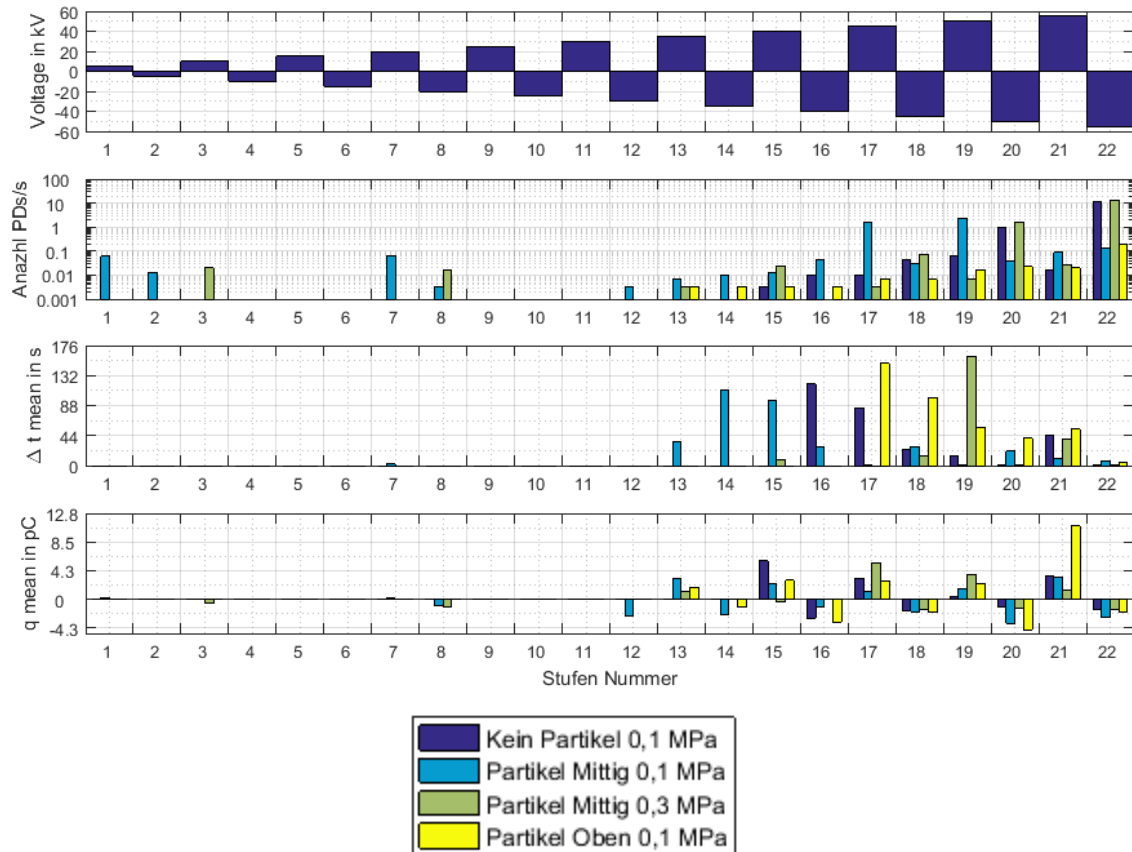 Voltage in kV
60
40
20
0
-20
-40
-60
1 2 3 4 5 6 7 8 9 10 11 12 13 14 15 16 17 18 19 20 21 22
Anazhl PDs/s
100
10
1
0.1
0.01
0.001
1 2 3 4 5 6 7 8 9 10 11 12 13 14 15 16 17 18 19 20 21 22
Δ t mean in s
176
132
88
44
0
1 2 3 4 5 6 7 8 9 10 11 12 13 14 15 16 17 18 19 20 21 22
q mean in pC
12.8
8.5
4.3
0
-4.3
1 2 3 4 5 6 7 8 9 10 11 12 13 14 15 16 17 18 19 20 21 22
Stufen Nummer
Kein Partikel 0,1 MPa
Partikel Mittig 0,1 MPa
Partikel Mittig 0,3 MPa
Partikel Oben 0,1 MPa